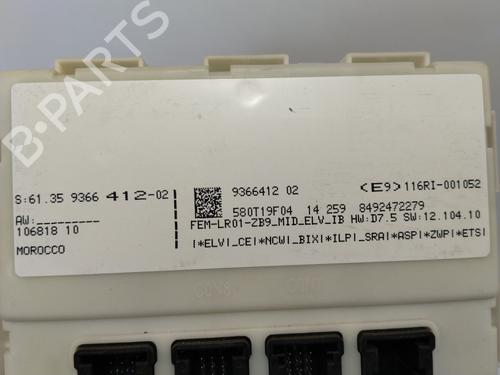 S:61.35 9366 412-02
AW:_________
106818 10
MOROCCO
9366412 02
<E9>116RI-001052
580T19F04 14 259 8492472279
FEM-LR01-ZB9_MID_ELV_IB HW:D7.5 SW:12.104.10
|*ELV|_CE|*NCW|_BIX|*ILP|_SRA|*ASP|*ZWP|*ETS|
B-PARTS